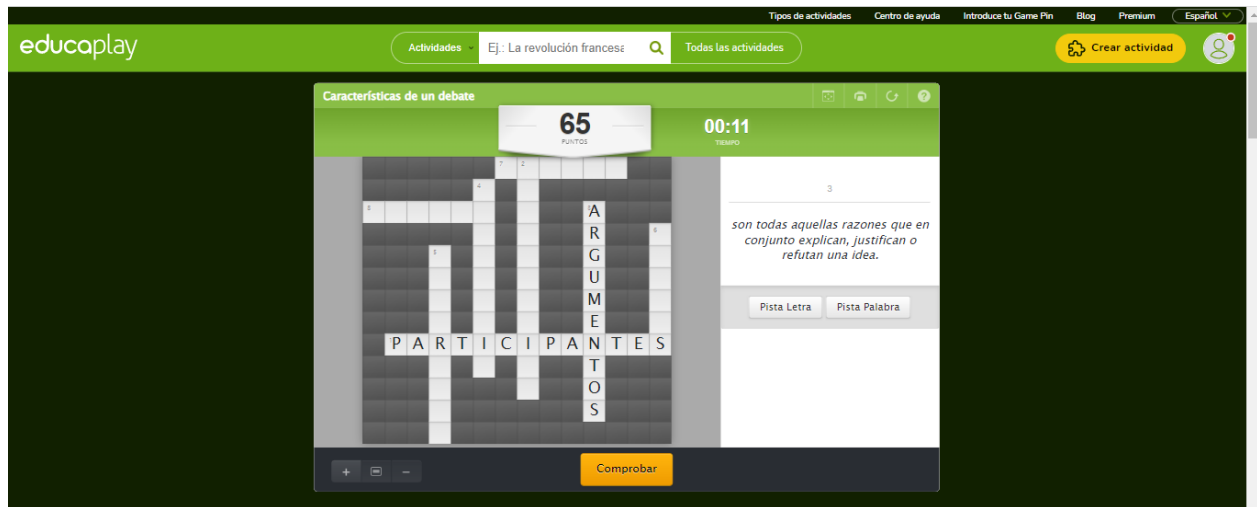 Tipos de actividades Centro de ayuda Introduce tu Game Pin Blog Premium Español
educaplay Actividades Ej.: La revolución francesa Todas las actividades Crear actividad
Características de un debate
65
PUNTOS
00:11
TIEMPO
3
son todas aquellas razones que en
conjunto explican, justifican o
refutan una idea.
Pista Letra Pista Palabra
ARGUMENTOS
PARTICIPANTES
Comprobar